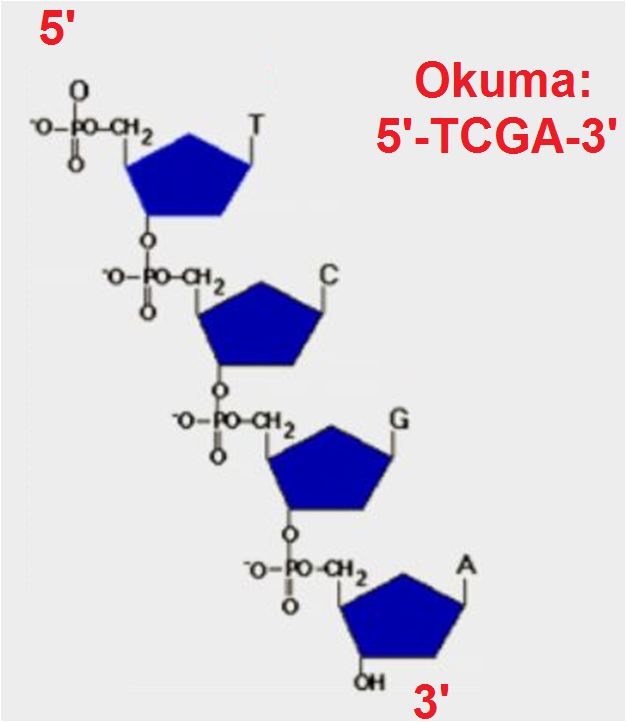 5'
Okuma:
5'-TCGA-3'
O
⁻O–PO–CH₂
T
O
O
⁻O–PO–CH₂
C
O
O
⁻O–PO–CH₂
G
O
O
⁻O–PO–CH₂
A
O
OH
3'